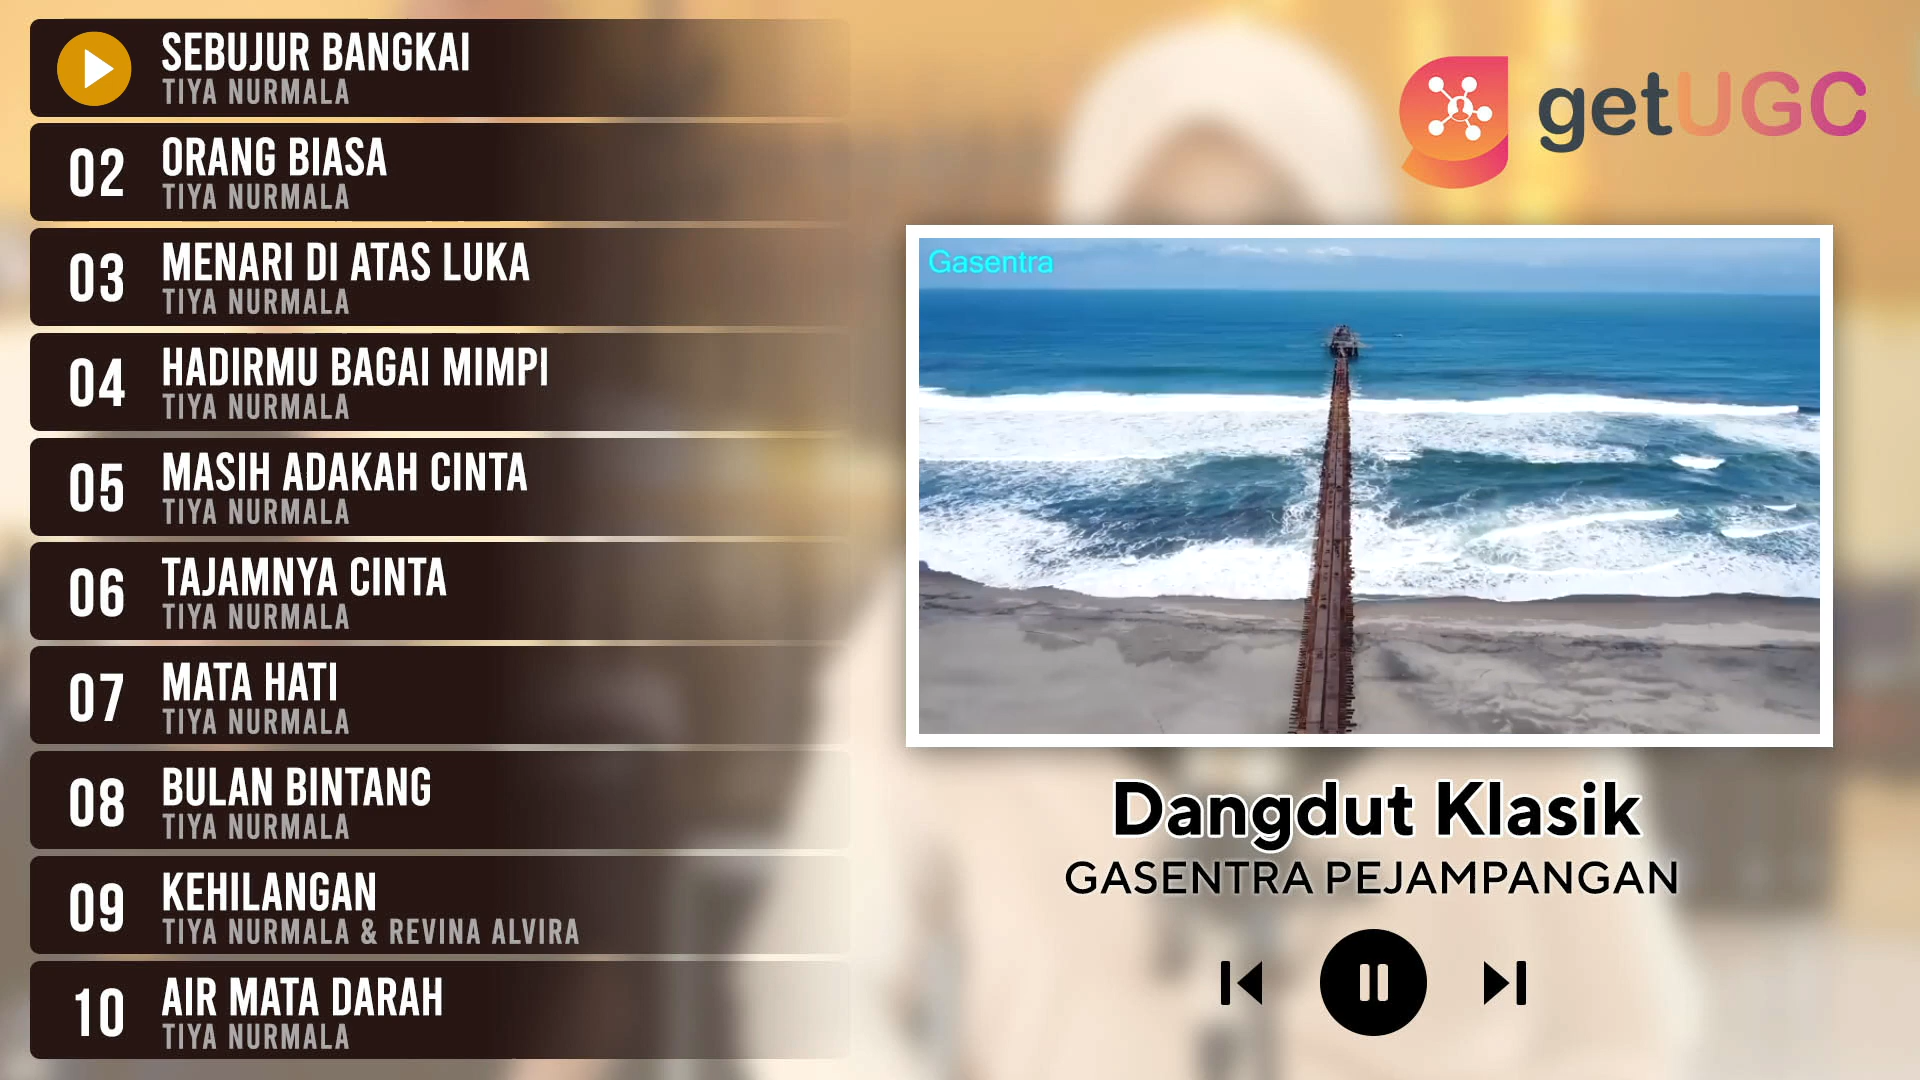 SEBUJUR BANGKAI
TIYA NURMALA
02
ORANG BIASA
TIYA NURMALA
03
MENARI DI ATAS LUKA
TIYA NURMALA
04
HADIRMU BAGAI MIMPI
TIYA NURMALA
05
MASIH ADAKAH CINTA
TIYA NURMALA
06
TAJAMNYA CINTA
TIYA NURMALA
07
MATA HATI
TIYA NURMALA
08
BULAN BINTANG
TIYA NURMALA
09
KEHILANGAN
TIYA NURMALA & REVINA ALVIRA
10
AIR MATA DARAH
TIYA NURMALA
getUGC
Gasentra
Dangdut Klasik
GASENTRA PEJAMPANGAN